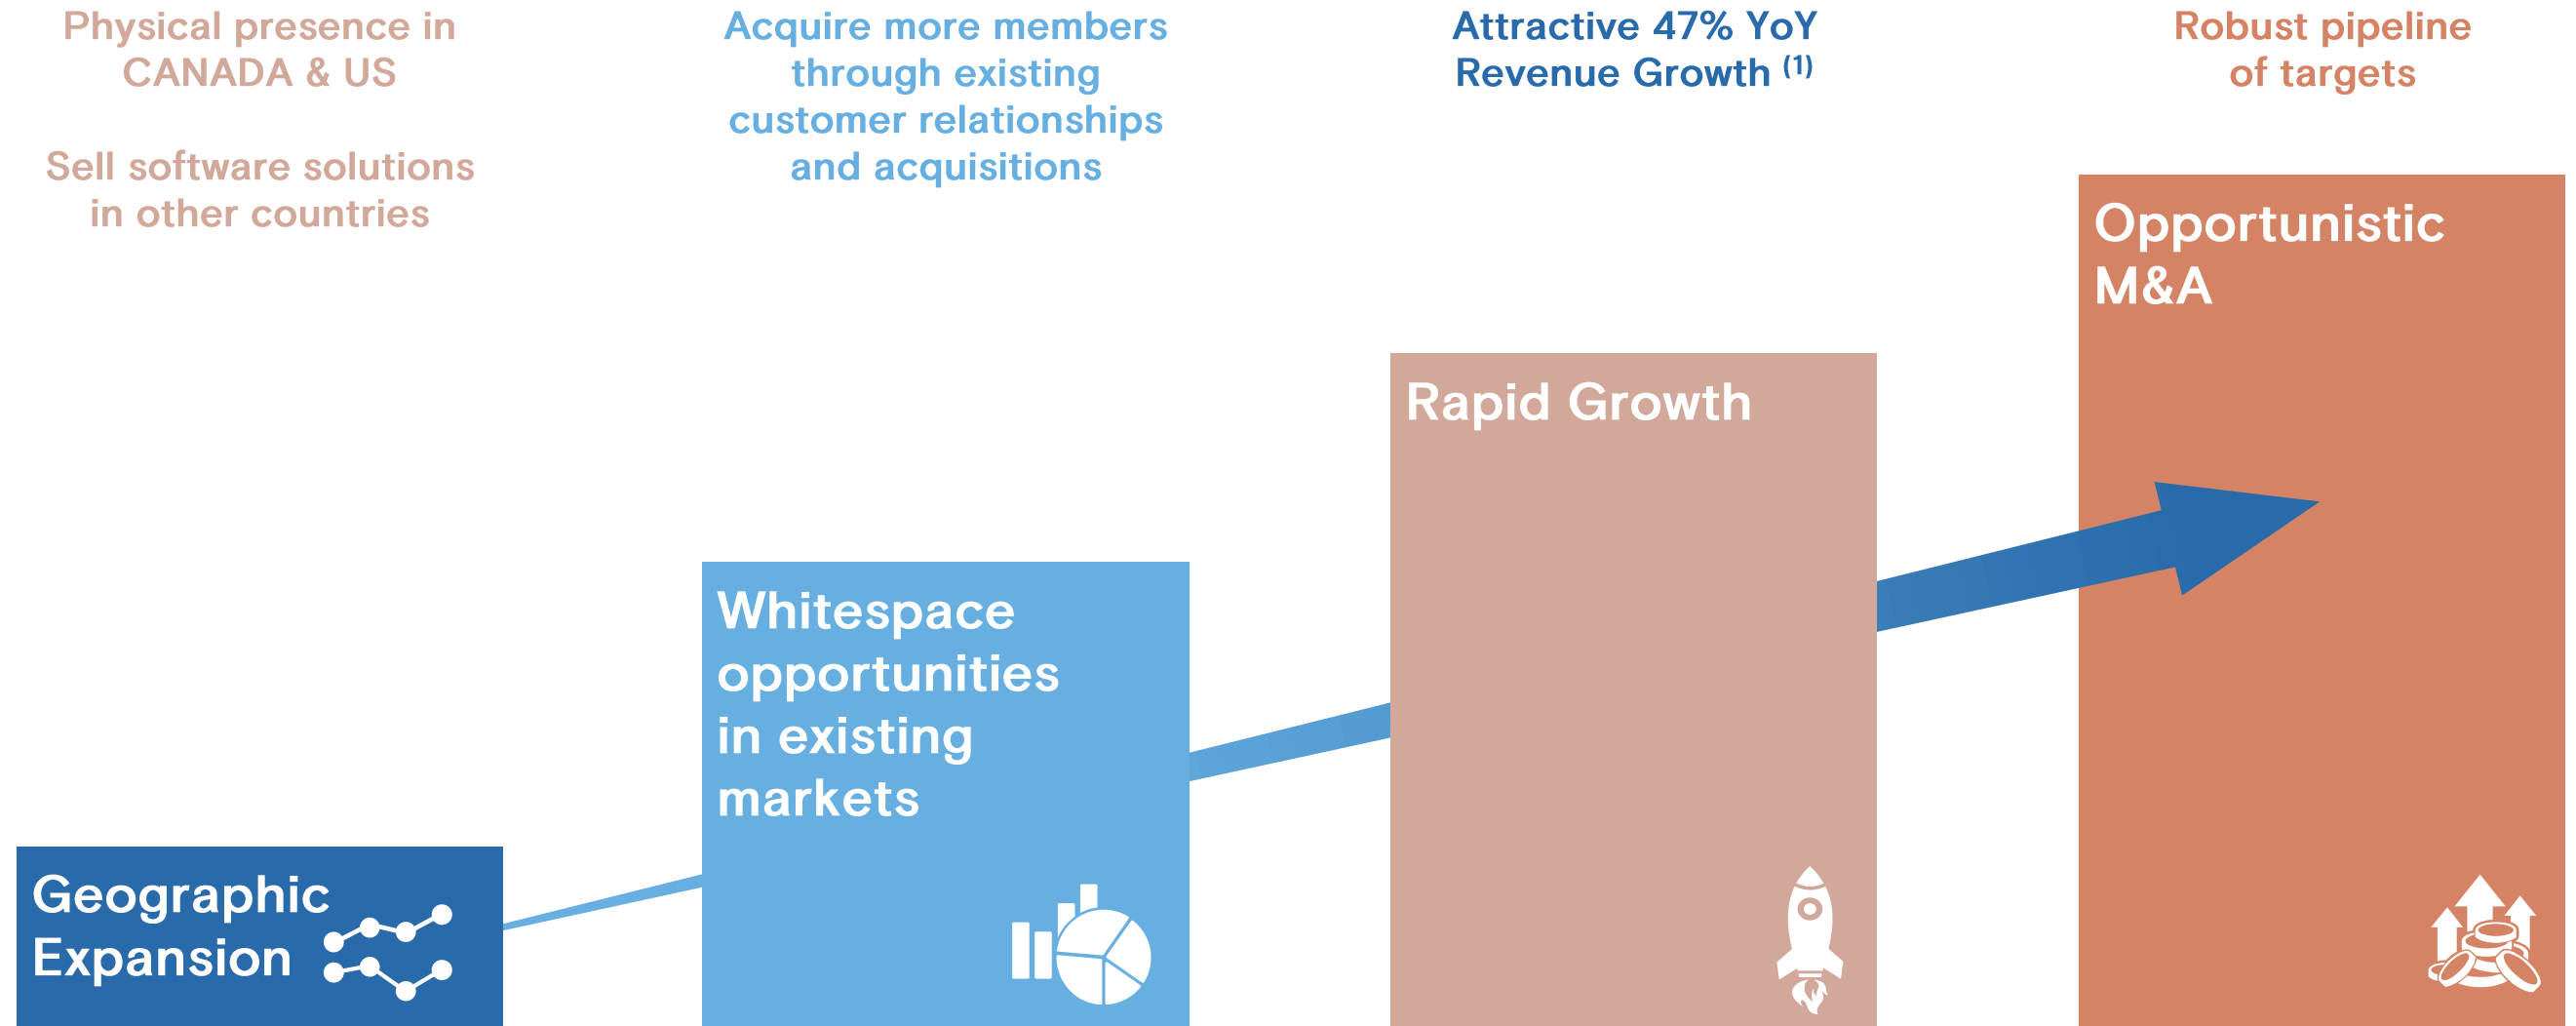 Physical presence in
CANADA & US
Sell software solutions
in other countries
Acquire more members
through existing
customer relationships
and acquisitions
Attractive 47% YoY
Revenue Growth (1)
Robust pipeline
of targets
Geographic
Expansion
Whitespace
opportunities
in existing
markets
Rapid Growth
Opportunistic
M&A